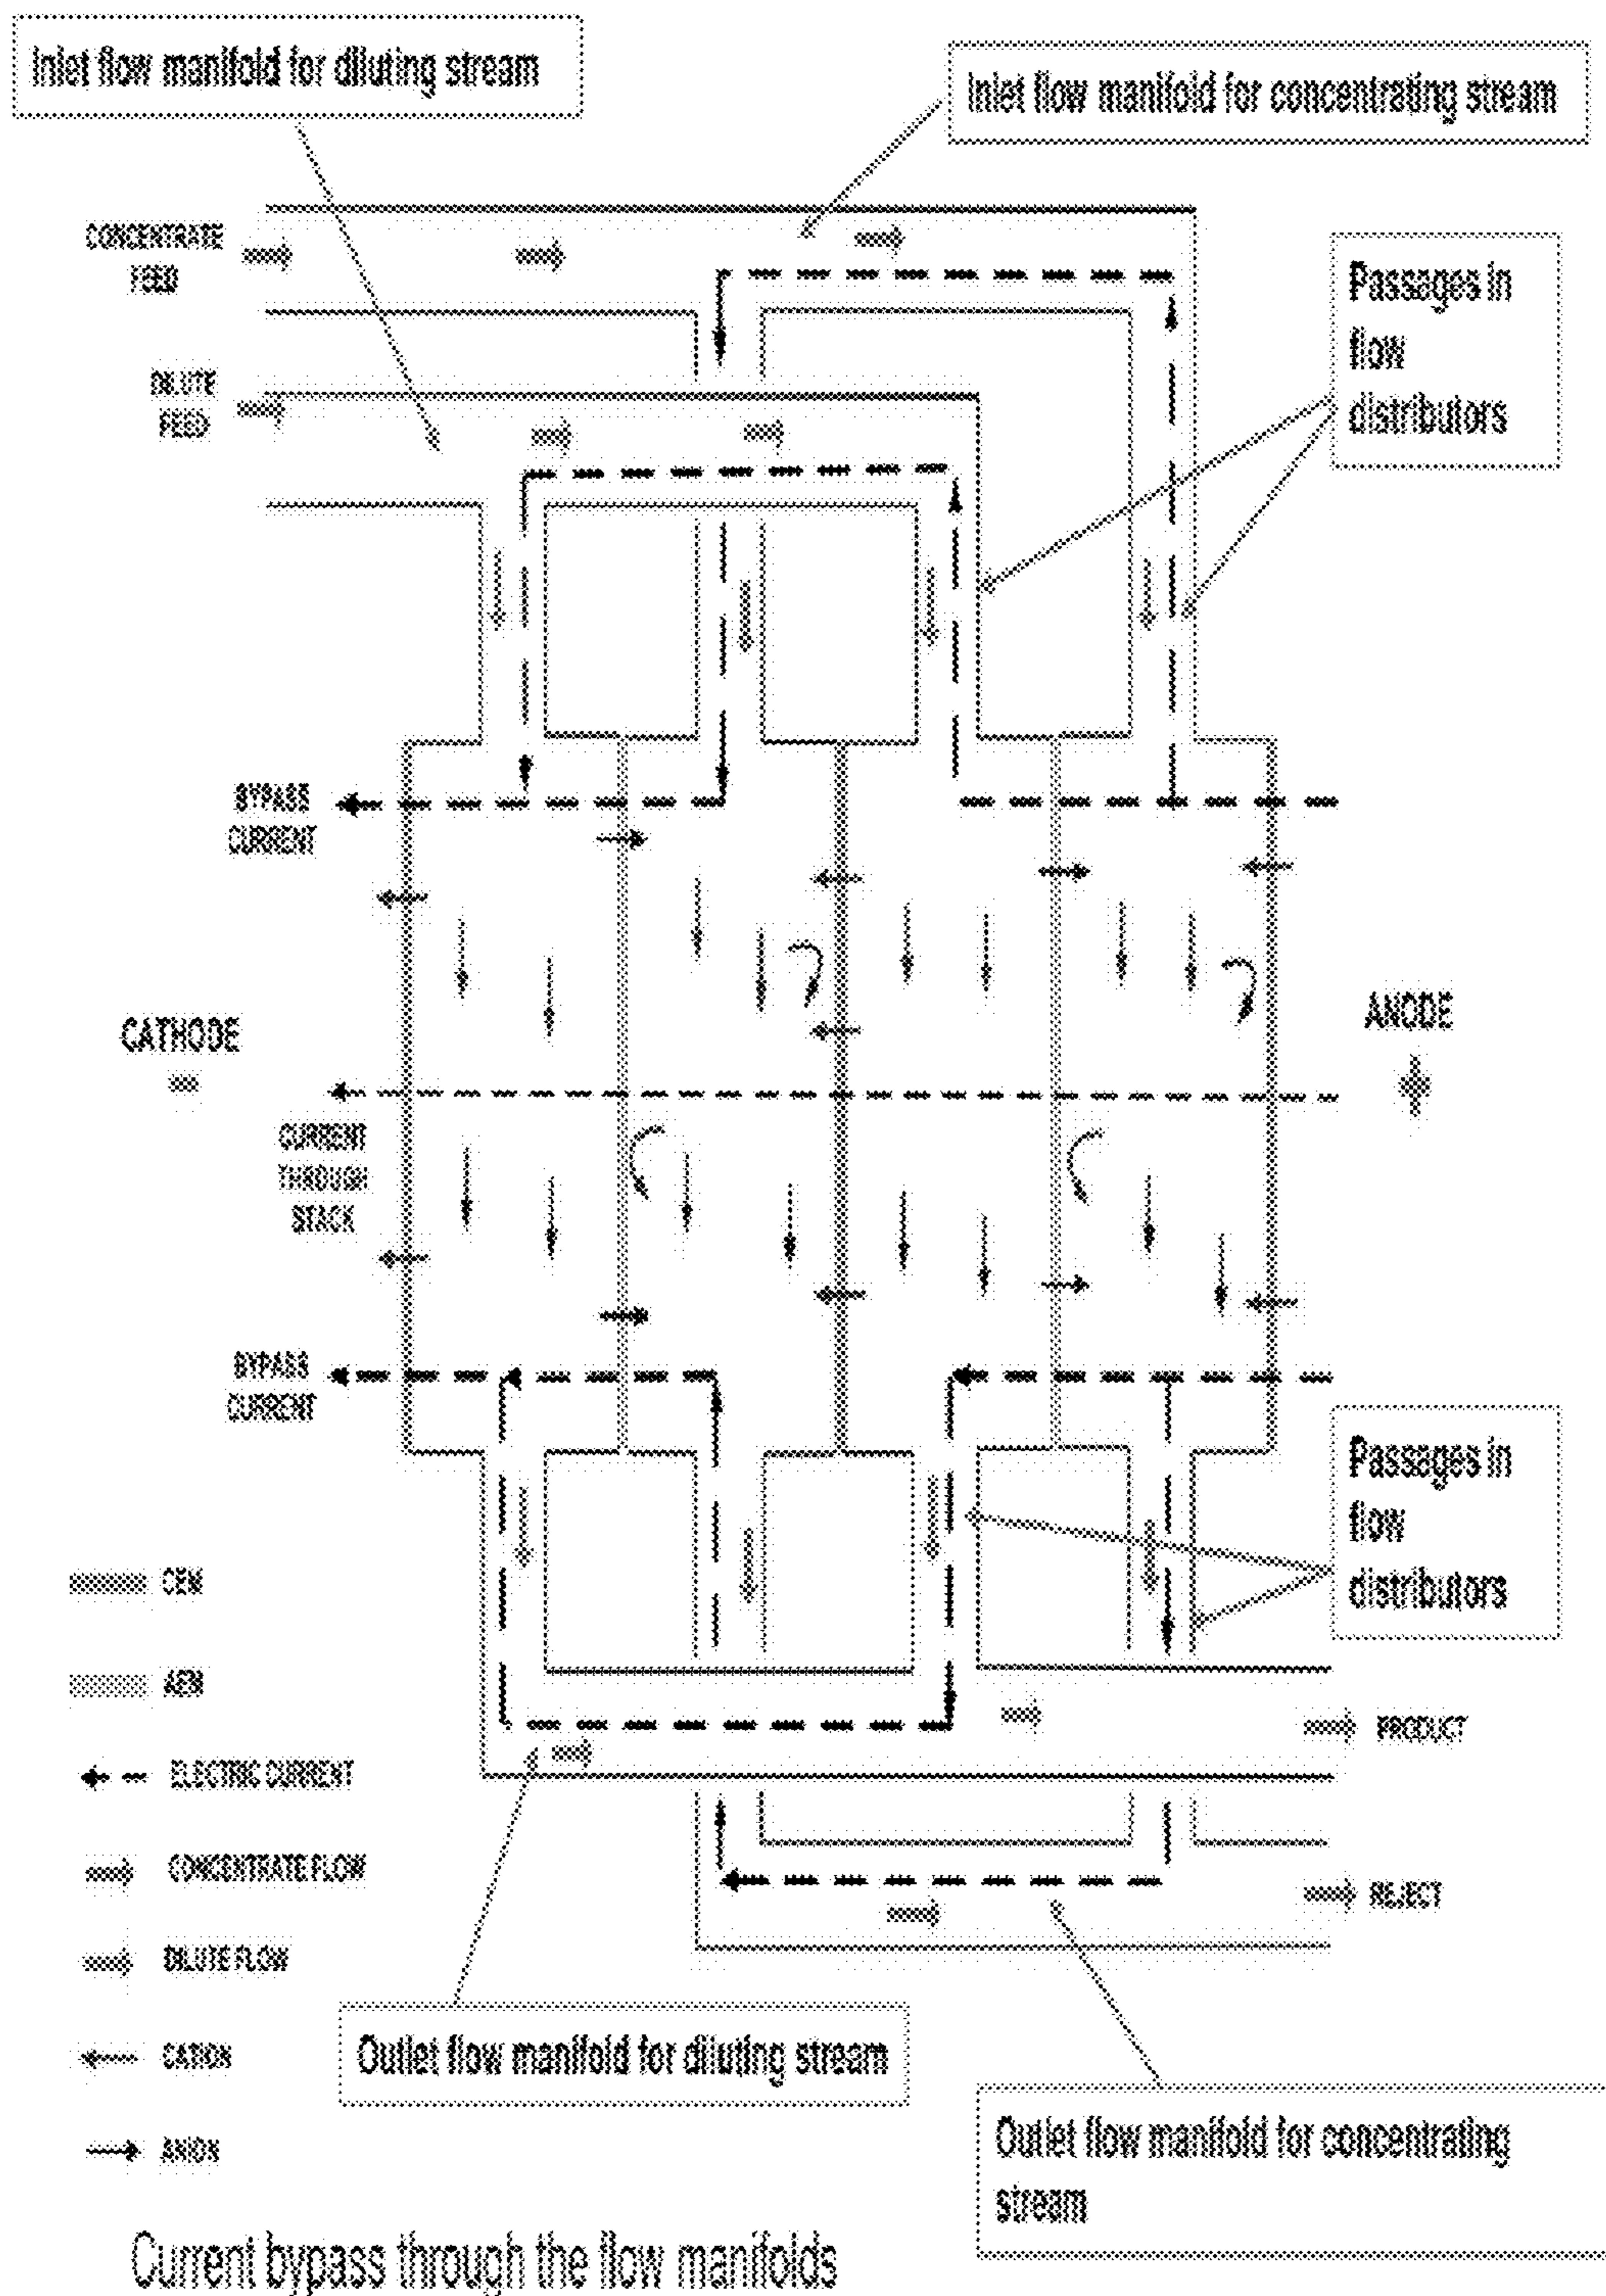 Inlet flow manifold for diluting stream
Inlet flow manifold for concentrating stream
CONCENTRATE
FEED
Passages in
flow
distributors
DILUTE
FEED
BYPASS
CURRENT
CATHODE
ANODE
CURRENT
THROUGH
STACK
BYPASS
CURRENT
Passages in
flow
distributors
CEM
AEM
ELECTRIC CURRENT
PRODUCT
CONCENTRATE FLOW
REJECT
DILUTE FLOW
CATION
Outlet flow manifold for diluting stream
ANION
Outlet flow manifold for concentrating
stream
Current bypass through the flow manifolds